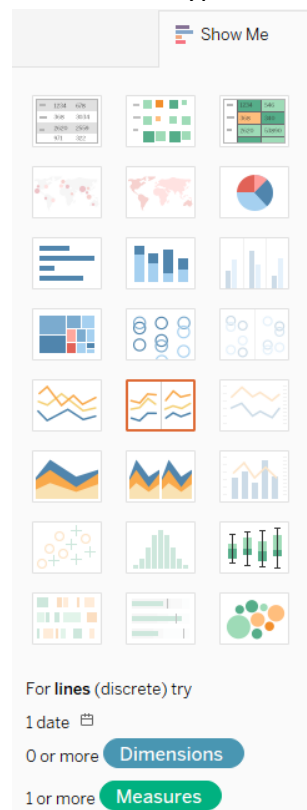 Show Me
For lines (discrete) try
1 date
0 or more Dimensions
1 or more Measures